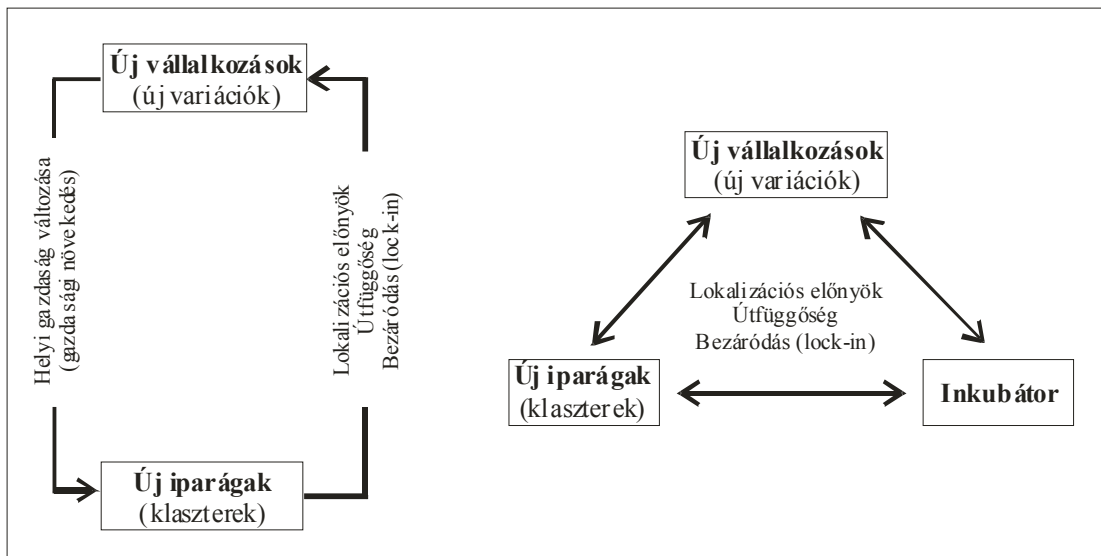 Új vállalkozások
(új variációk)
Helyi gazdaság változása
(gazdasági növekedés)
Lokalizációs előnyök
Útfüggőség
Bezáródás (lock-in)
Új iparágak
(klaszterek)
Új vállalkozások
(új variációk)
Lokalizációs előnyök
Útfüggőség
Bezáródás (lock-in)
Új iparágak
(klaszterek)
Inkubátor